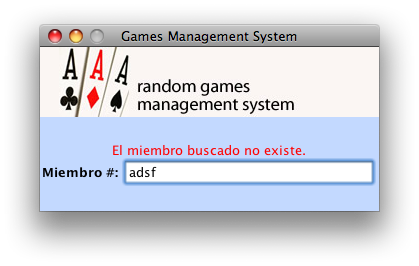 Games Management System
A A A
random games
management system
El miembro buscado no existe.
Miembro #: adsf